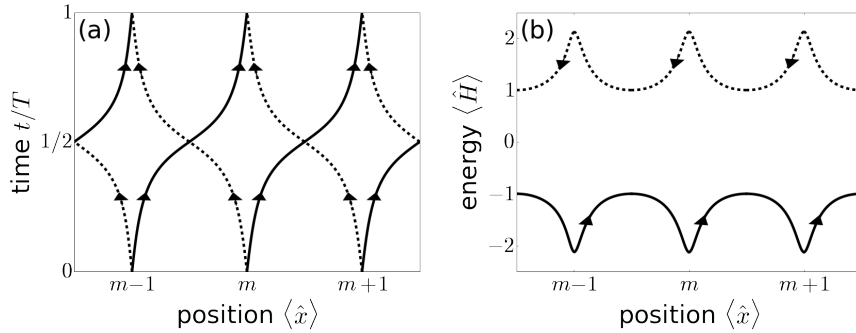 (a)
1
1/2
0
time t/T
m−1
m
m+1
position ⟨x̂⟩
(b)
2
1
0
−1
−2
energy ⟨Ĥ⟩
m−1
m
m+1
position ⟨x̂⟩